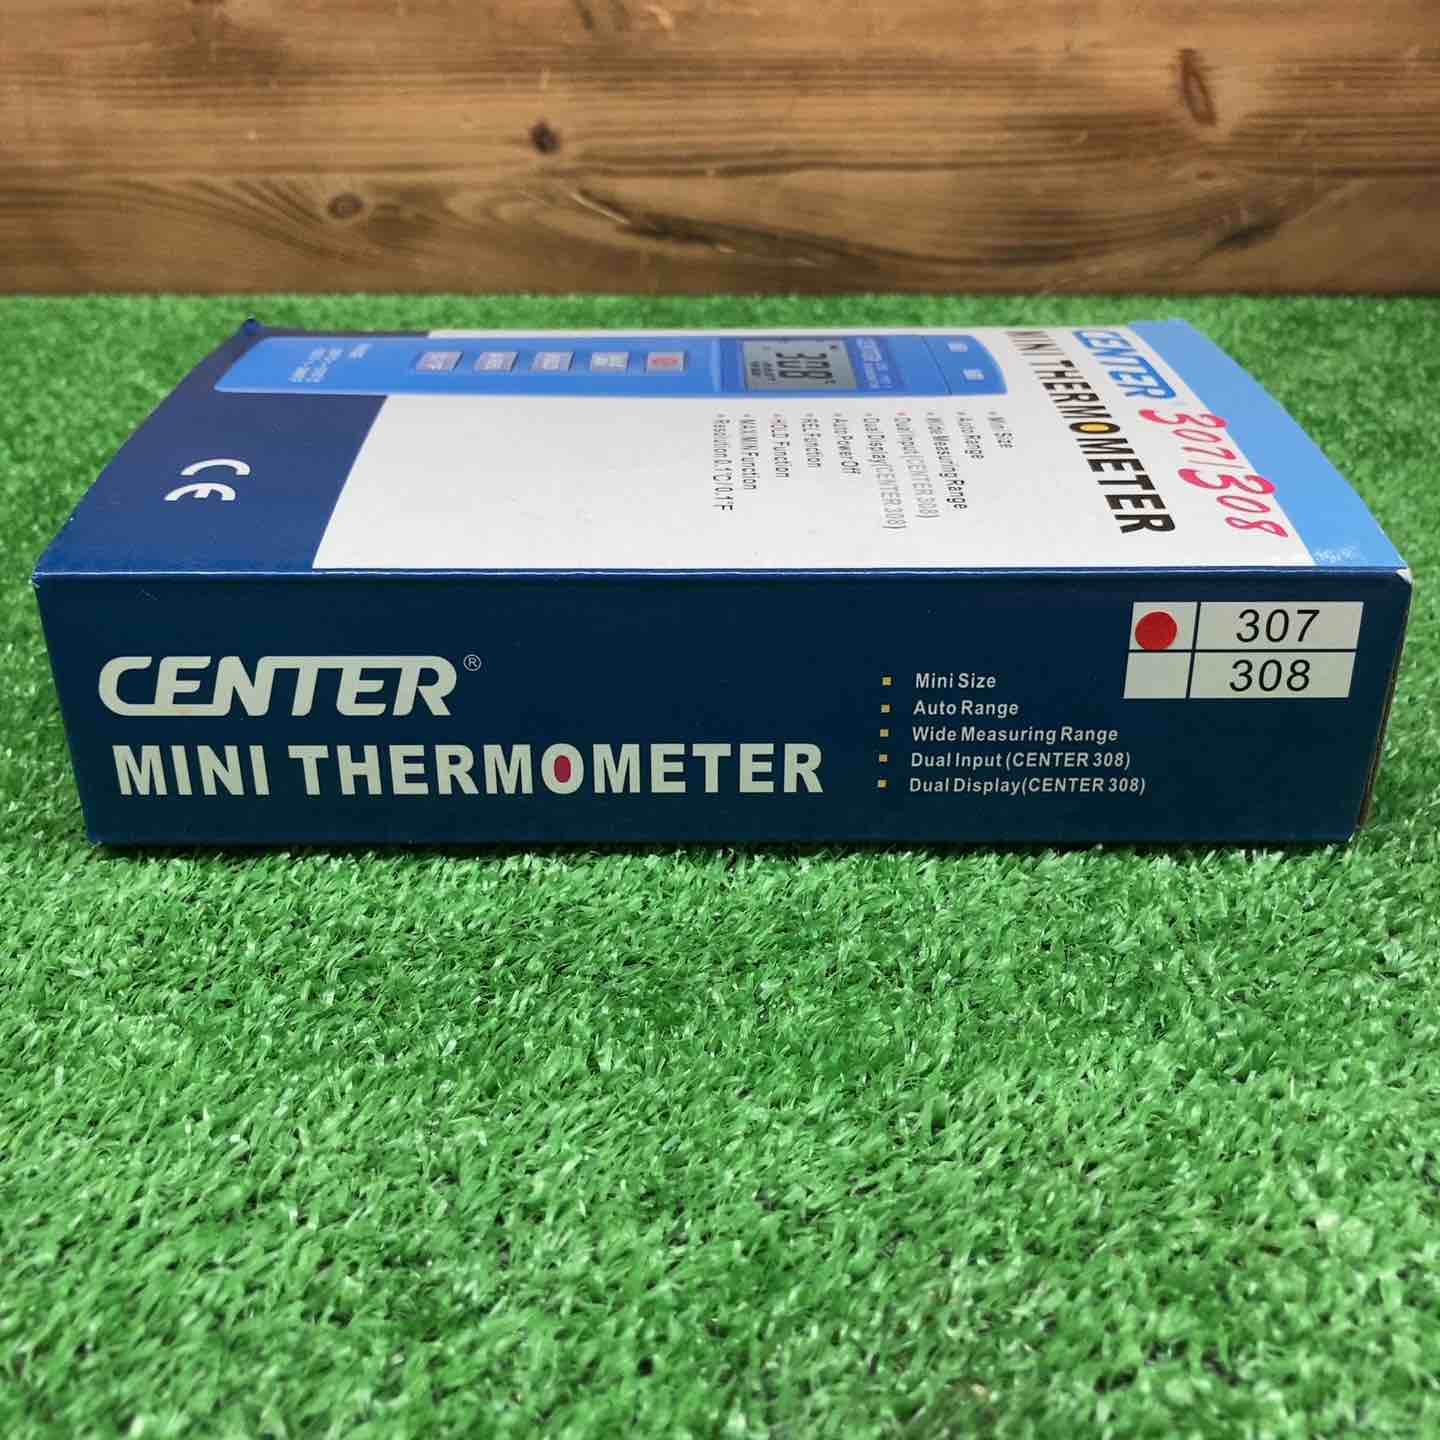 CENTER 307/308
MINI THERMOMETER
Mini Size
Auto Range
Wide Measuring Range
Dual Input(CENTER 308)
Dual Display(CENTER 308)
Auto Power Off
REL Function
HOLD Function
MAX/MIN Function
Resolution 0.1°C/0.1°F
308
CE
CENTER®
MINI THERMOMETER
Mini Size
Auto Range
Wide Measuring Range
Dual Input (CENTER 308)
Dual Display(CENTER 308)
307
308